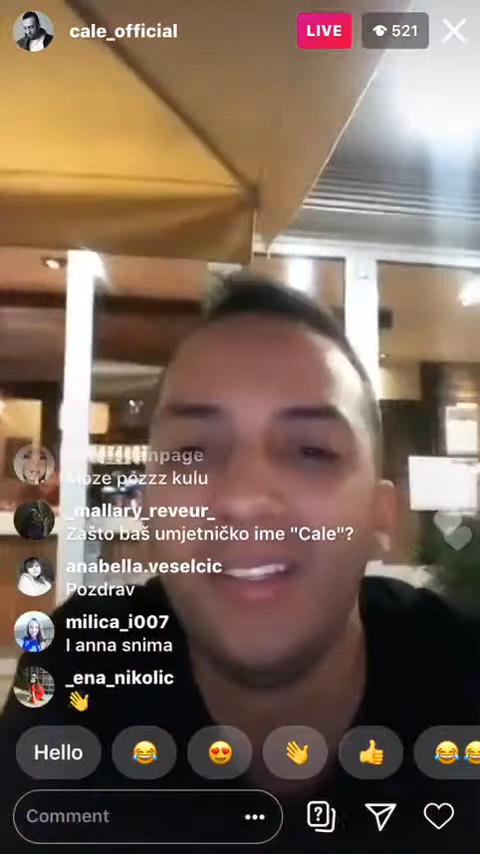 cale_official
LIVE
521
Može pozzz kulu
_mallary_reveur_
Zašto baš umjetničko ime "Cale"?
anabella.veselcic
Pozdrav
milica_i007
I anna snima
_ena_nikolic
👋
Hello
Comment